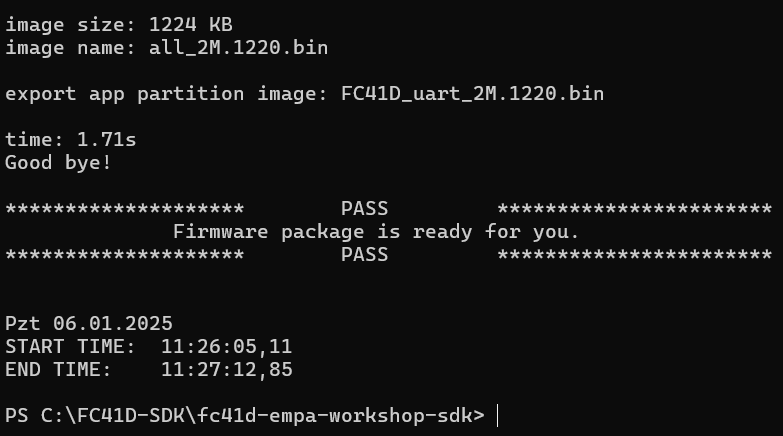 image size: 1224 KB
image name: all_2M.1220.bin
export app partition image: FC41D_uart_2M.1220.bin
time: 1.71s
Good bye!
******************** PASS ***********************
Firmware package is ready for you.
******************** PASS ***********************
Pzt 06.01.2025
START TIME: 11:26:05,11
END TIME: 11:27:12,85
PS C:\FC41D-SDK\fc41d-empa-workshop-sdk>